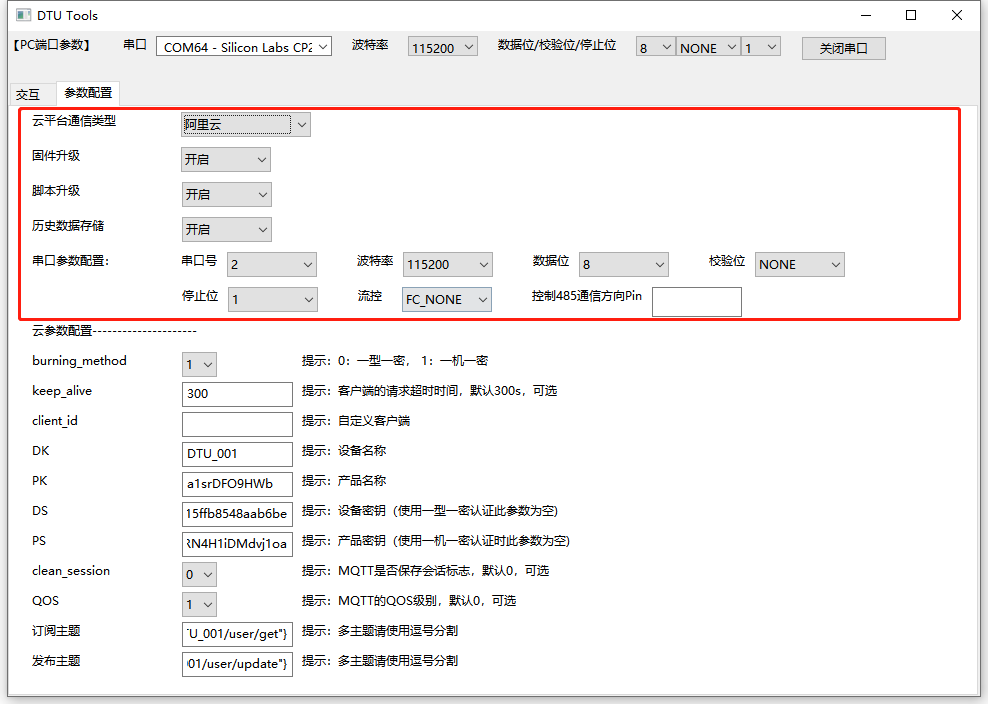 DTU Tools
【PC端口参数】 串口 COM64 - Silicon Labs CP2 波特率 115200 数据位/校验位/停止位 8 NONE 1 关闭串口
交互 参数配置
云平台通信类型 阿里云
固件升级 开启
脚本升级 开启
历史数据存储 开启
串口参数配置: 串口号 2 波特率 115200 数据位 8 校验位 NONE
停止位 1 流控 FC_NONE 控制485通信方向Pin
云参数配置---------------------
burning_method 1 提示：0：一型一密， 1：一机一密
keep_alive 300 提示：客户端的请求超时时间，默认300s，可选
client_id 提示：自定义客户端
DK DTU_001 提示：设备名称
PK a1srDFO9HWb 提示：产品名称
DS 15ffb8548aab6be 提示：设备密钥（使用一型一密认证此参数为空)
PS RN4H1iDMdvj1oa 提示：产品密钥（使用一机一密认证时此参数为空)
clean_session 0 提示：MQTT是否保存会话标志，默认0，可选
QOS 1 提示：MQTT的QOS级别，默认0，可选
订阅主题 U_001/user/get"} 提示：多主题请使用逗号分割
发布主题 01/user/update"} 提示：多主题请使用逗号分割